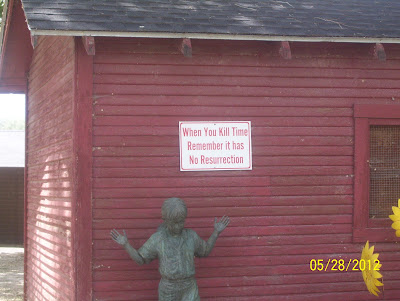 When You Kill Time
Remember it has
No Resurrection
05/28/2012